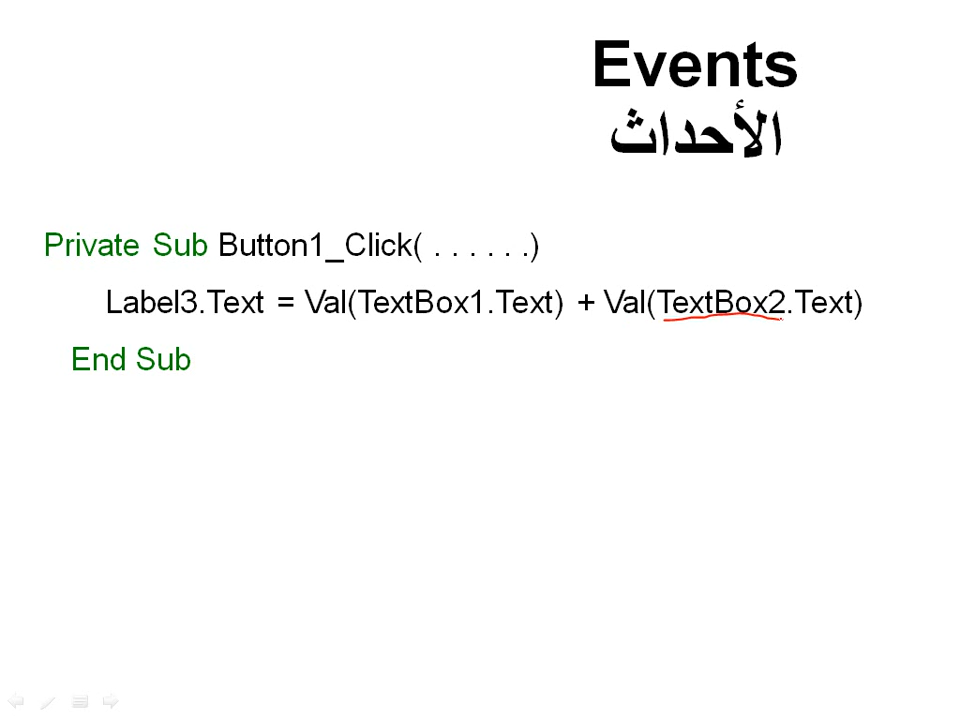 Events
الأحداث
Private Sub Button1_Click( . . . . . .)
Label3.Text = Val(TextBox1.Text) + Val(TextBox2.Text)
End Sub